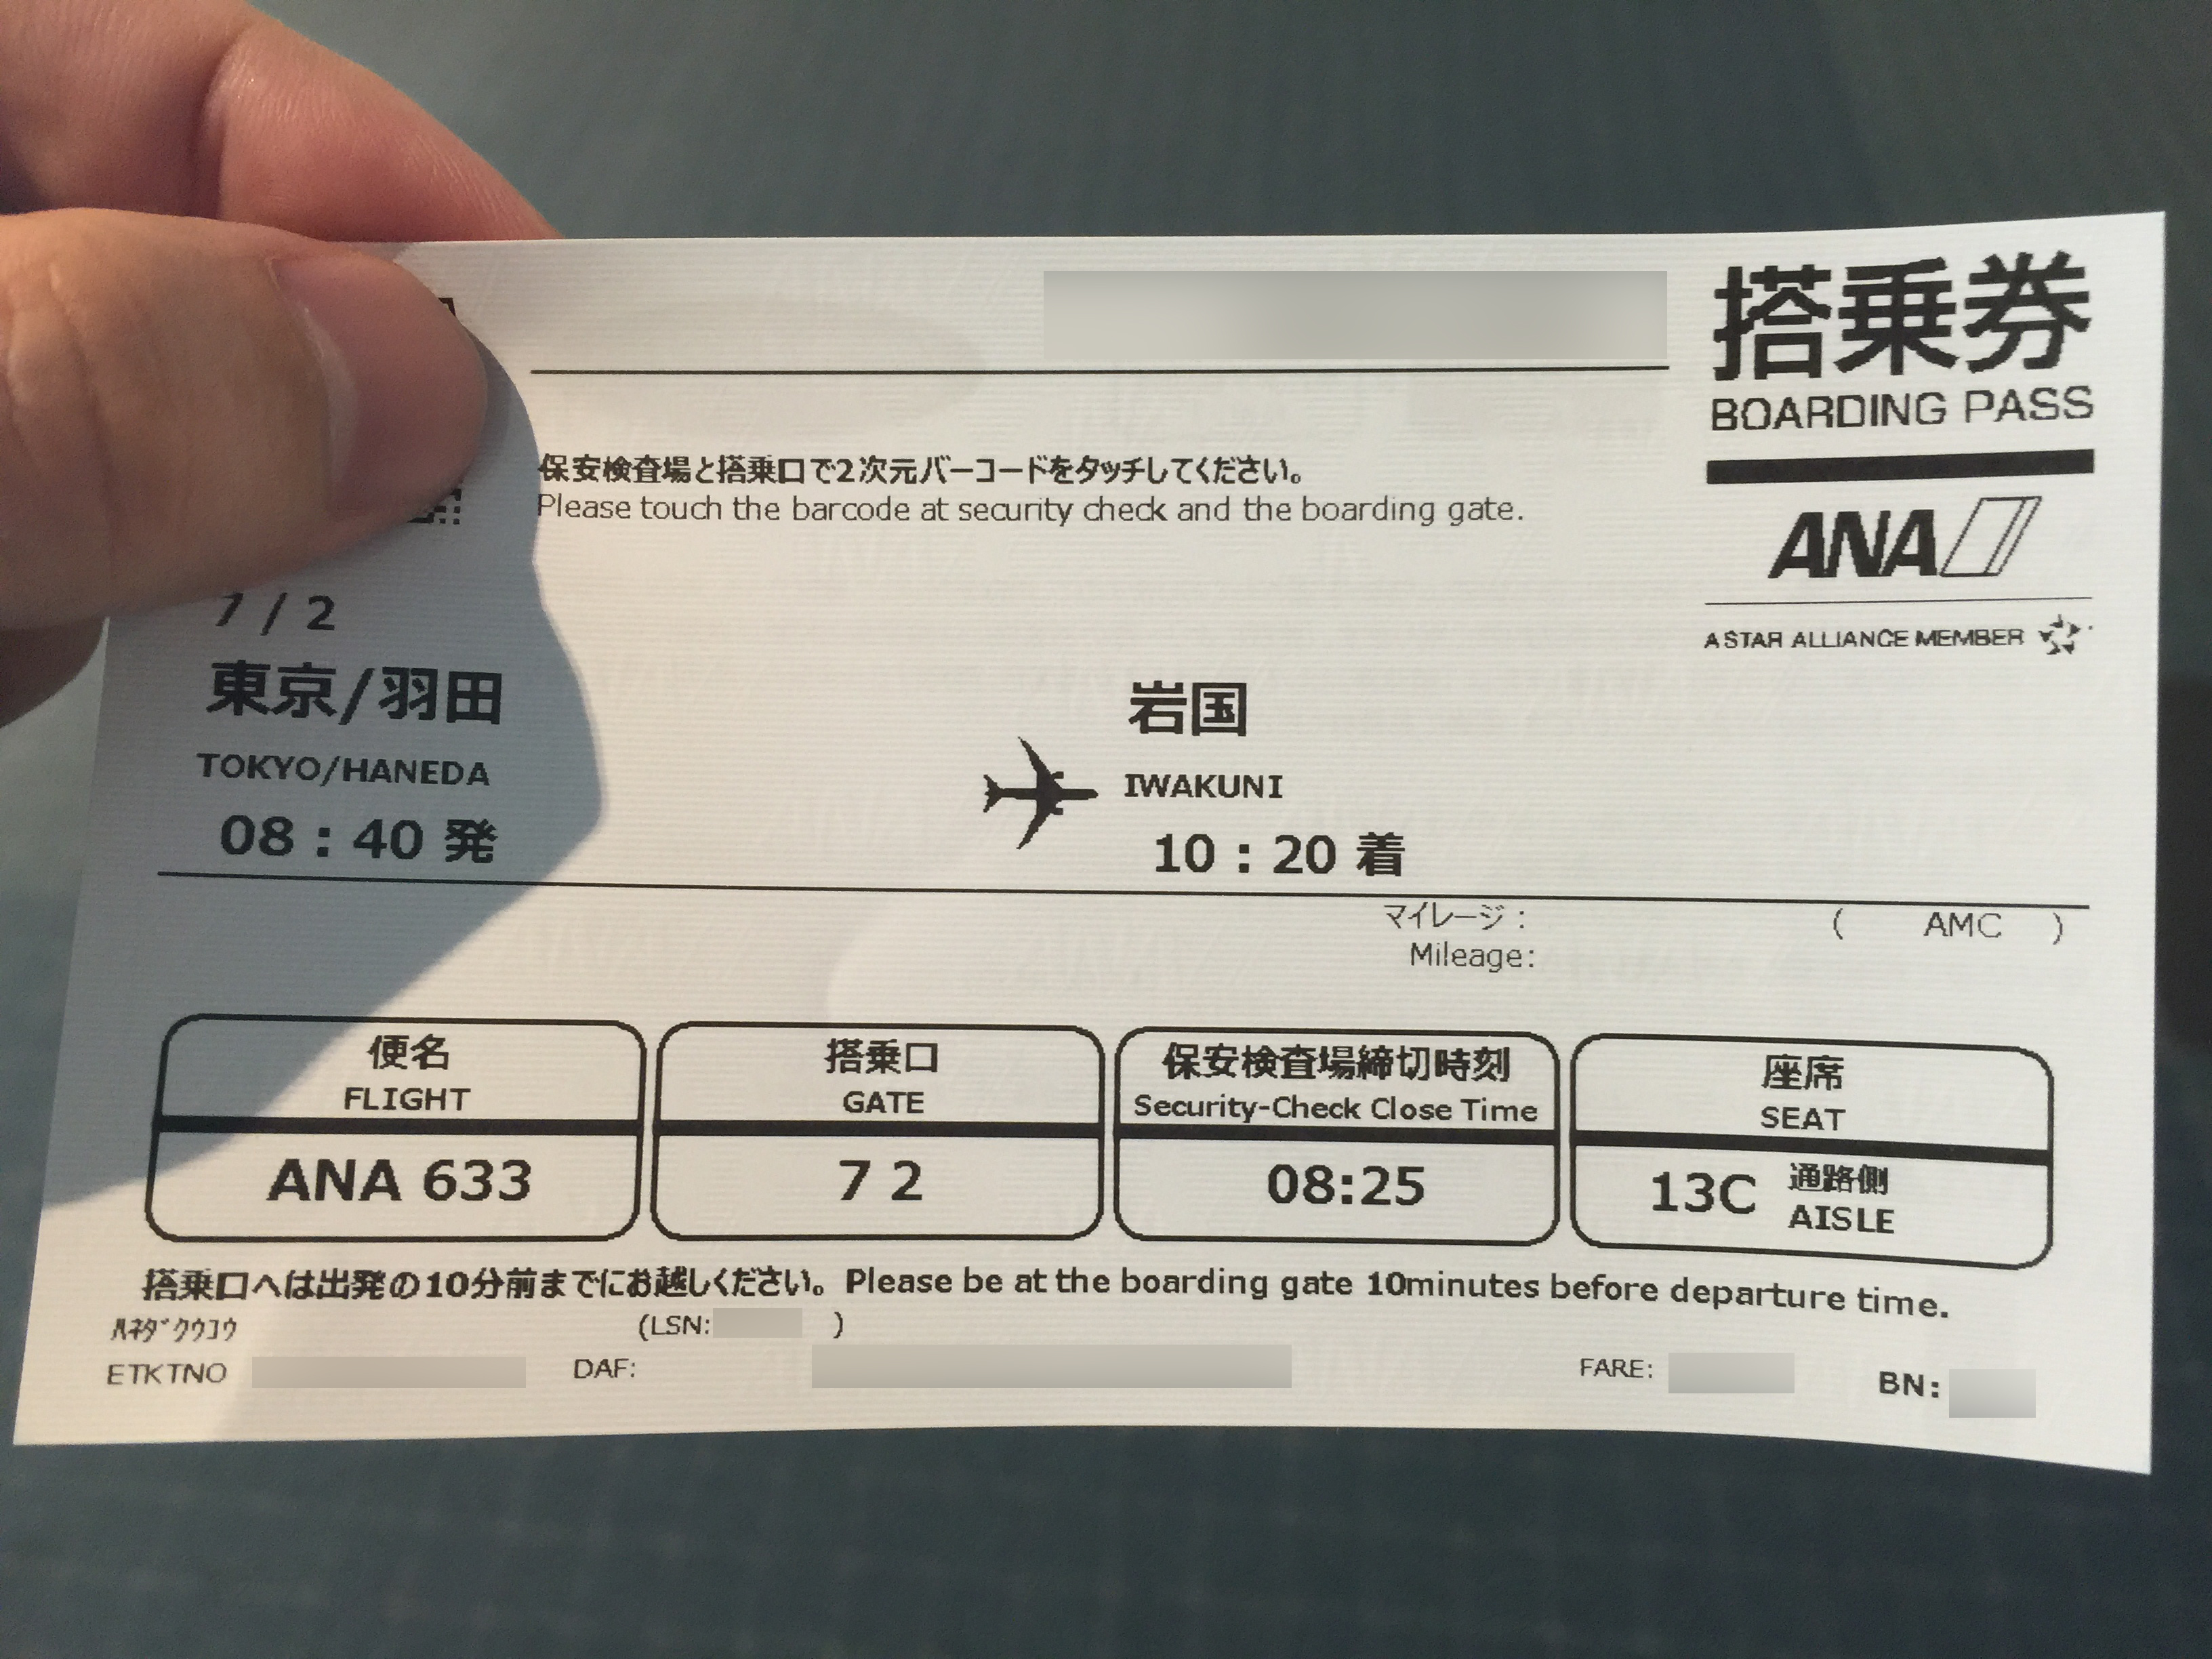 搭乗券
BOARDING PASS
ANA
A STAR ALLIANCE MEMBER
保安検査場と搭乗口で2次元バーコードをタッチしてください。
Please touch the barcode at security check and the boarding gate.
7 / 2
東京/羽田
TOKYO/HANEDA
08 : 40 発
岩国
IWAKUNI
10 : 20 着
マイレージ : ( AMC )
Mileage:
便名
FLIGHT
ANA 633
搭乗口
GATE
7 2
保安検査場締切時刻
Security-Check Close Time
08:25
座席
SEAT
13C 通路側
AISLE
搭乗口へは出発の10分前までにお越しください。Please be at the boarding gate 10minutes before departure time.
ﾊﾈﾀﾞｸｳｺｳ (LSN: )
ETKTNO DAF: FARE: BN: